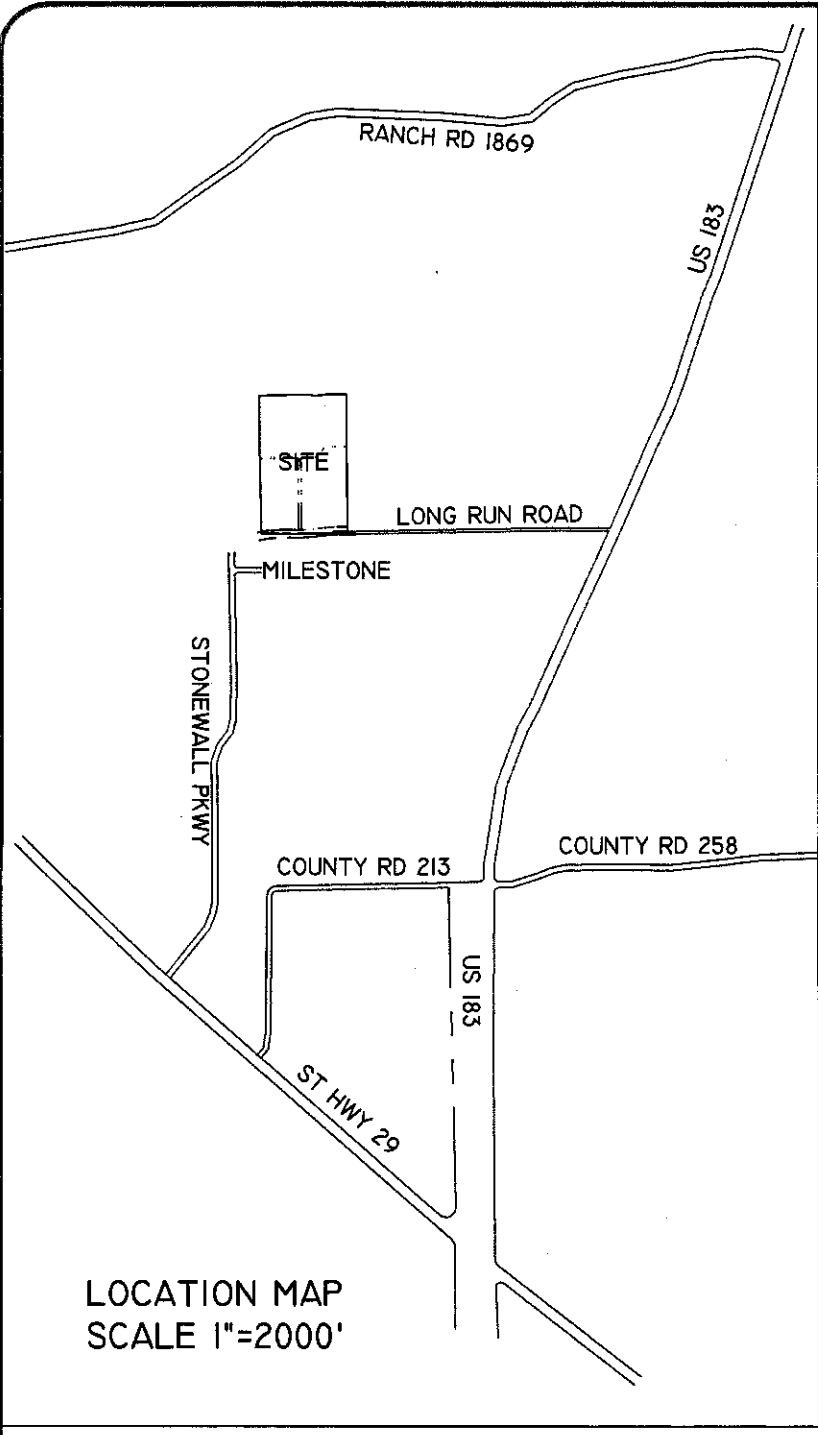 RANCH RD 1869
US 183
SITE
LONG RUN ROAD
MILESTONE
STONEWALL PKWY
COUNTY RD 213
COUNTY RD 258
US 183
ST HWY 29
LOCATION MAP
SCALE 1"=2000'